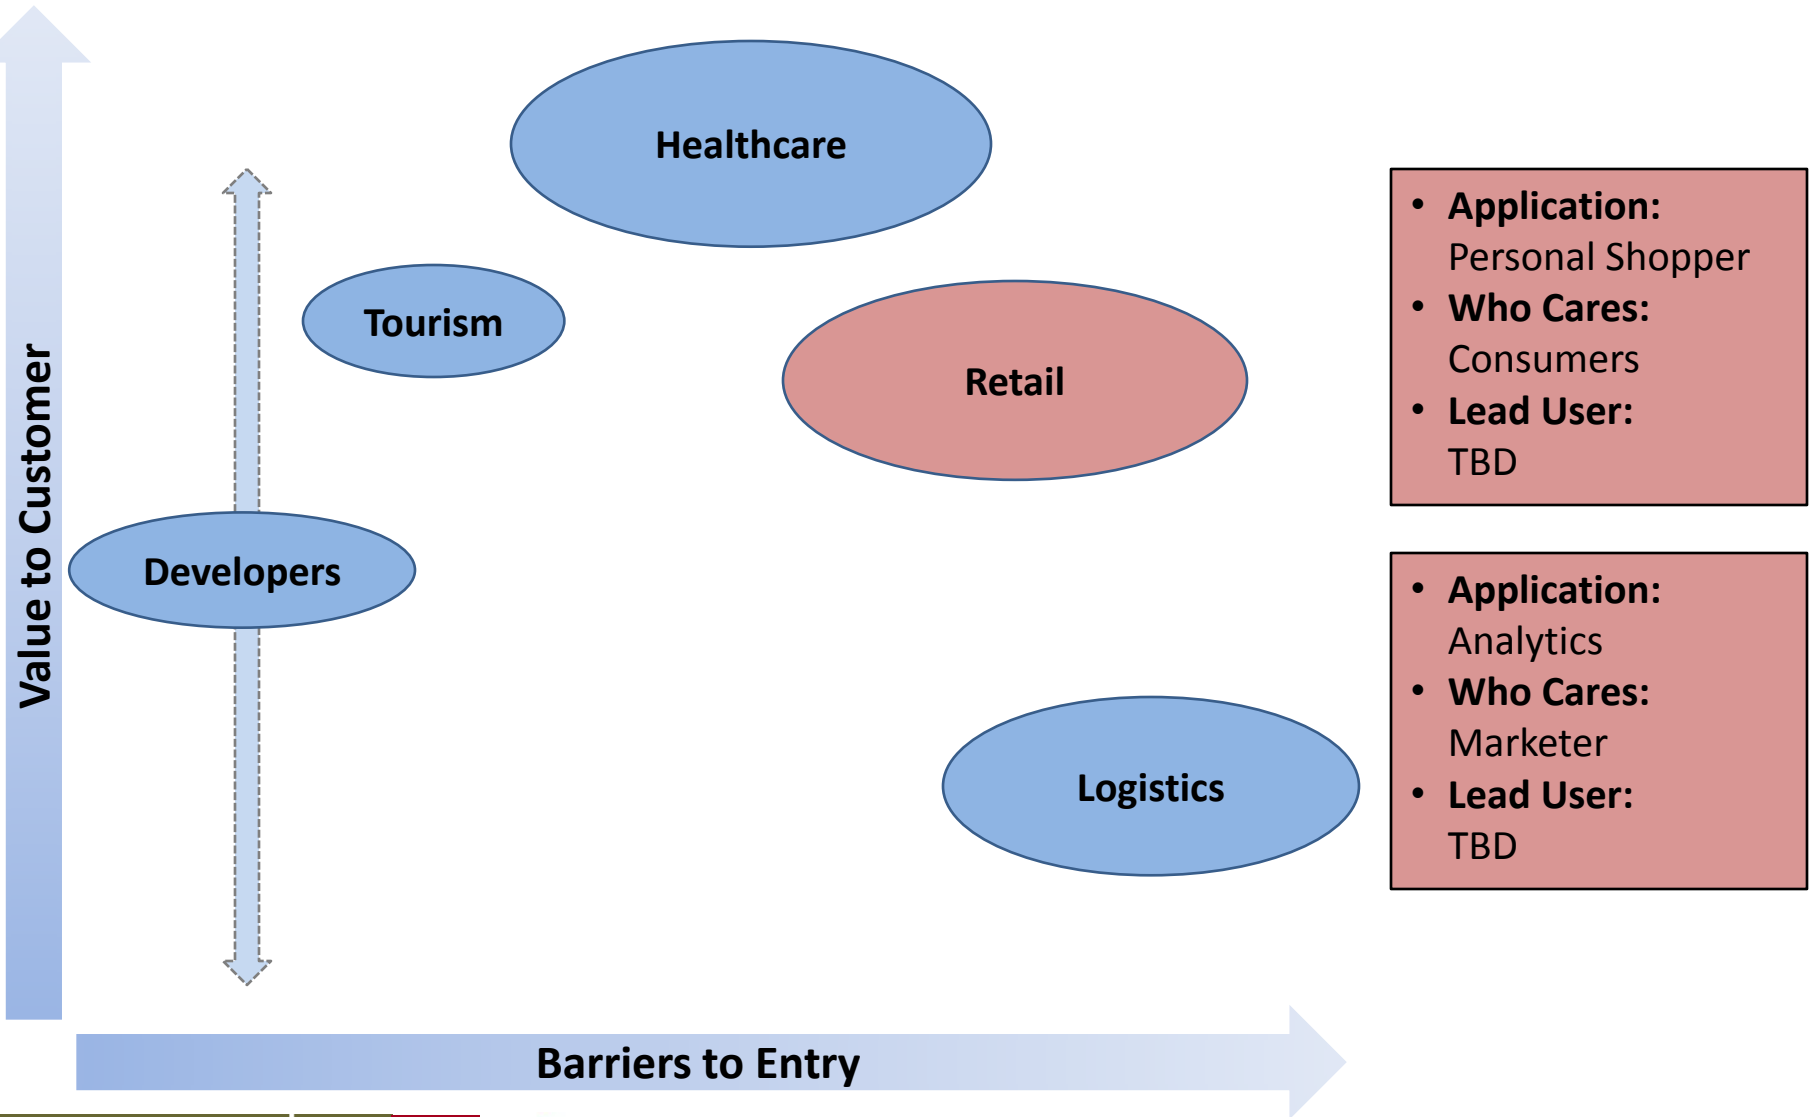 Value to Customer
Healthcare
Tourism
Retail
Developers
Logistics
Barriers to Entry
• Application:
Personal Shopper
• Who Cares:
Consumers
• Lead User:
TBD
• Application:
Analytics
• Who Cares:
Marketer
• Lead User:
TBD